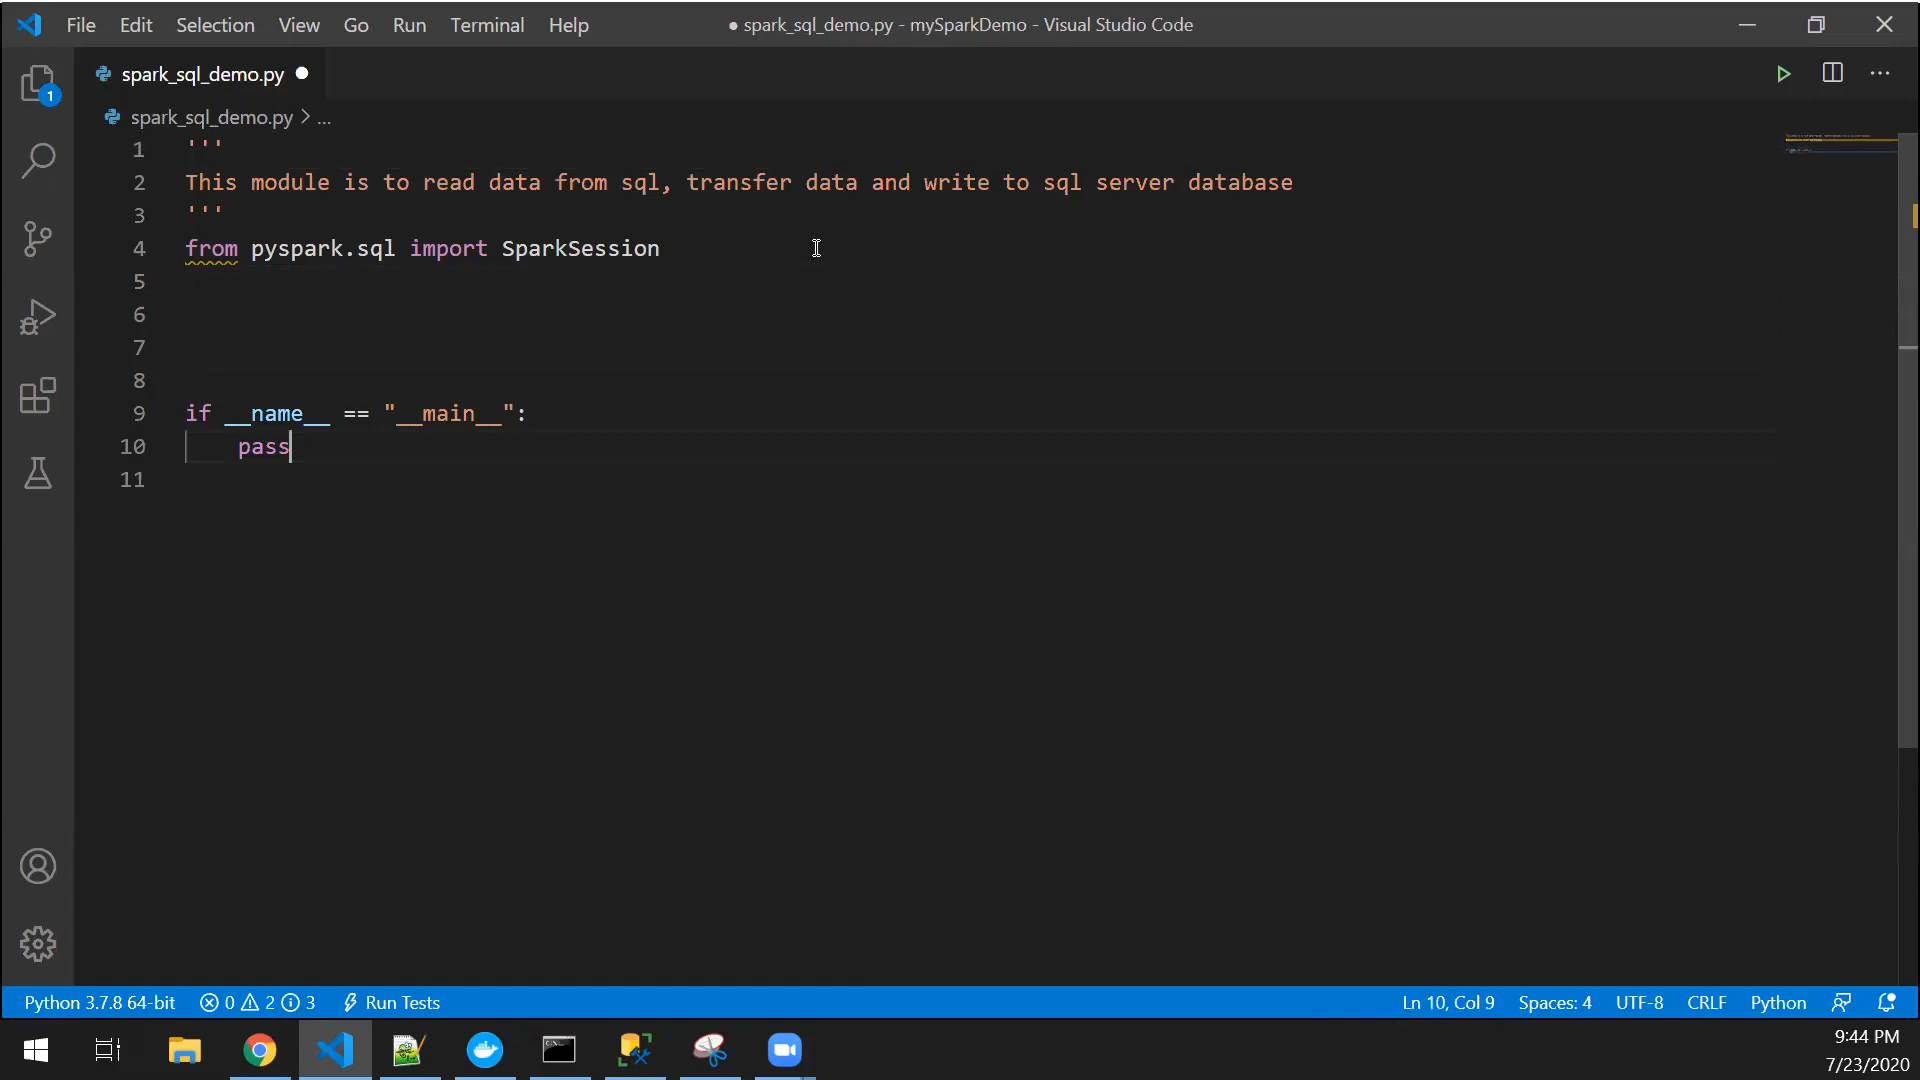 File Edit Selection View Go Run Terminal Help
● spark_sql_demo.py - mySparkDemo - Visual Studio Code
spark_sql_demo.py ●
1
spark_sql_demo.py > ...
1 '''
2 This module is to read data from sql, transfer data and write to sql server database
3 '''
4 from pyspark.sql import SparkSession
5
6
7
8
9 if __name__ == "__main__":
10 pass
11
Python 3.7.8 64-bit 0 2 3 Run Tests
Ln 10, Col 9 Spaces: 4 UTF-8 CRLF Python
9:44 PM
7/23/2020